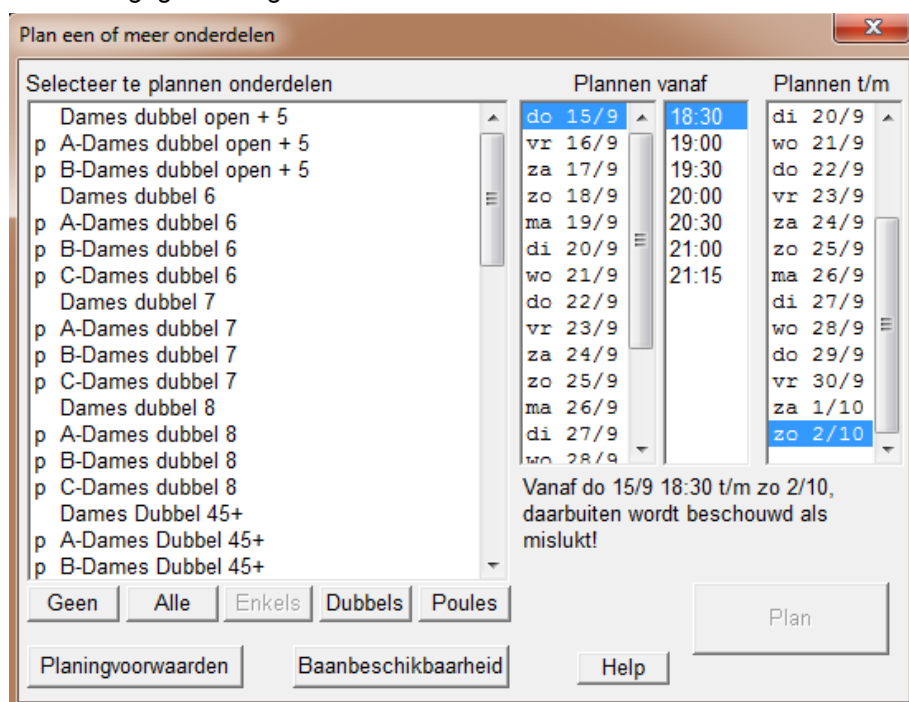 Plan een of meer onderdelen
Selecteer te plannen onderdelen
Dames dubbel open + 5
p A-Dames dubbel open + 5
p B-Dames dubbel open + 5
Dames dubbel 6
p A-Dames dubbel 6
p B-Dames dubbel 6
p C-Dames dubbel 6
Dames dubbel 7
p A-Dames dubbel 7
p B-Dames dubbel 7
p C-Dames dubbel 7
Dames dubbel 8
p A-Dames dubbel 8
p B-Dames dubbel 8
p C-Dames dubbel 8
Dames Dubbel 45+
p A-Dames Dubbel 45+
p B-Dames Dubbel 45+
Geen Alle Enkels Dubbels Poules
Plannen vanaf
do 15/9
vr 16/9
za 17/9
zo 18/9
ma 19/9
di 20/9
wo 21/9
do 22/9
vr 23/9
za 24/9
zo 25/9
ma 26/9
di 27/9
wo 28/9
18:30
19:00
19:30
20:00
20:30
21:00
21:15
Plannen t/m
di 20/9
wo 21/9
do 22/9
vr 23/9
za 24/9
zo 25/9
ma 26/9
di 27/9
wo 28/9
do 29/9
vr 30/9
za 1/10
zo 2/10
Vanaf do 15/9 18:30 t/m zo 2/10,
daarbuiten wordt beschouwd als
mislukt!
Plan
Planingvoorwaarden Baanbeschikbaarheid Help